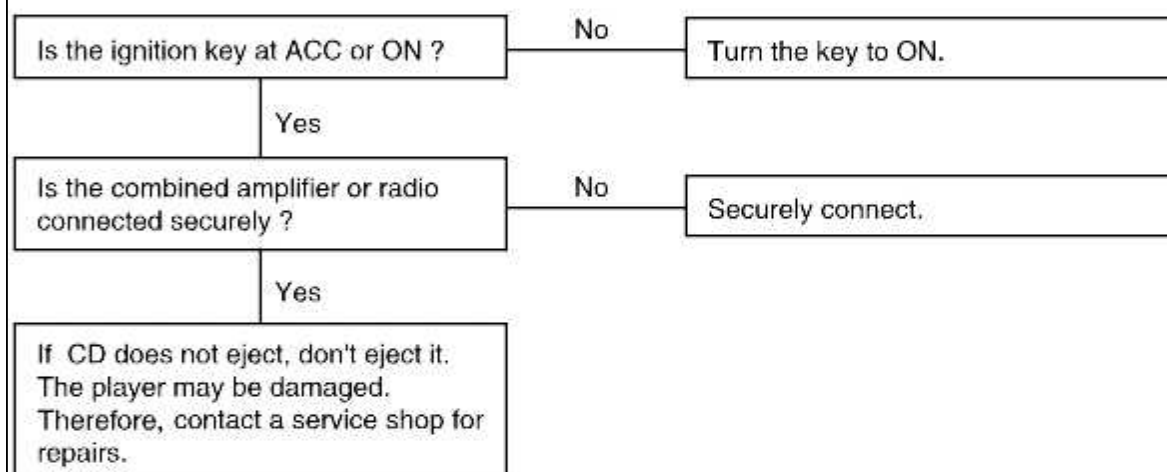 Is the ignition key at ACC or ON ?
No
Turn the key to ON.
Yes
Is the combined amplifier or radio
connected securely ?
No
Securely connect.
Yes
If CD does not eject, don't eject it.
The player may be damaged.
Therefore, contact a service shop for
repairs.